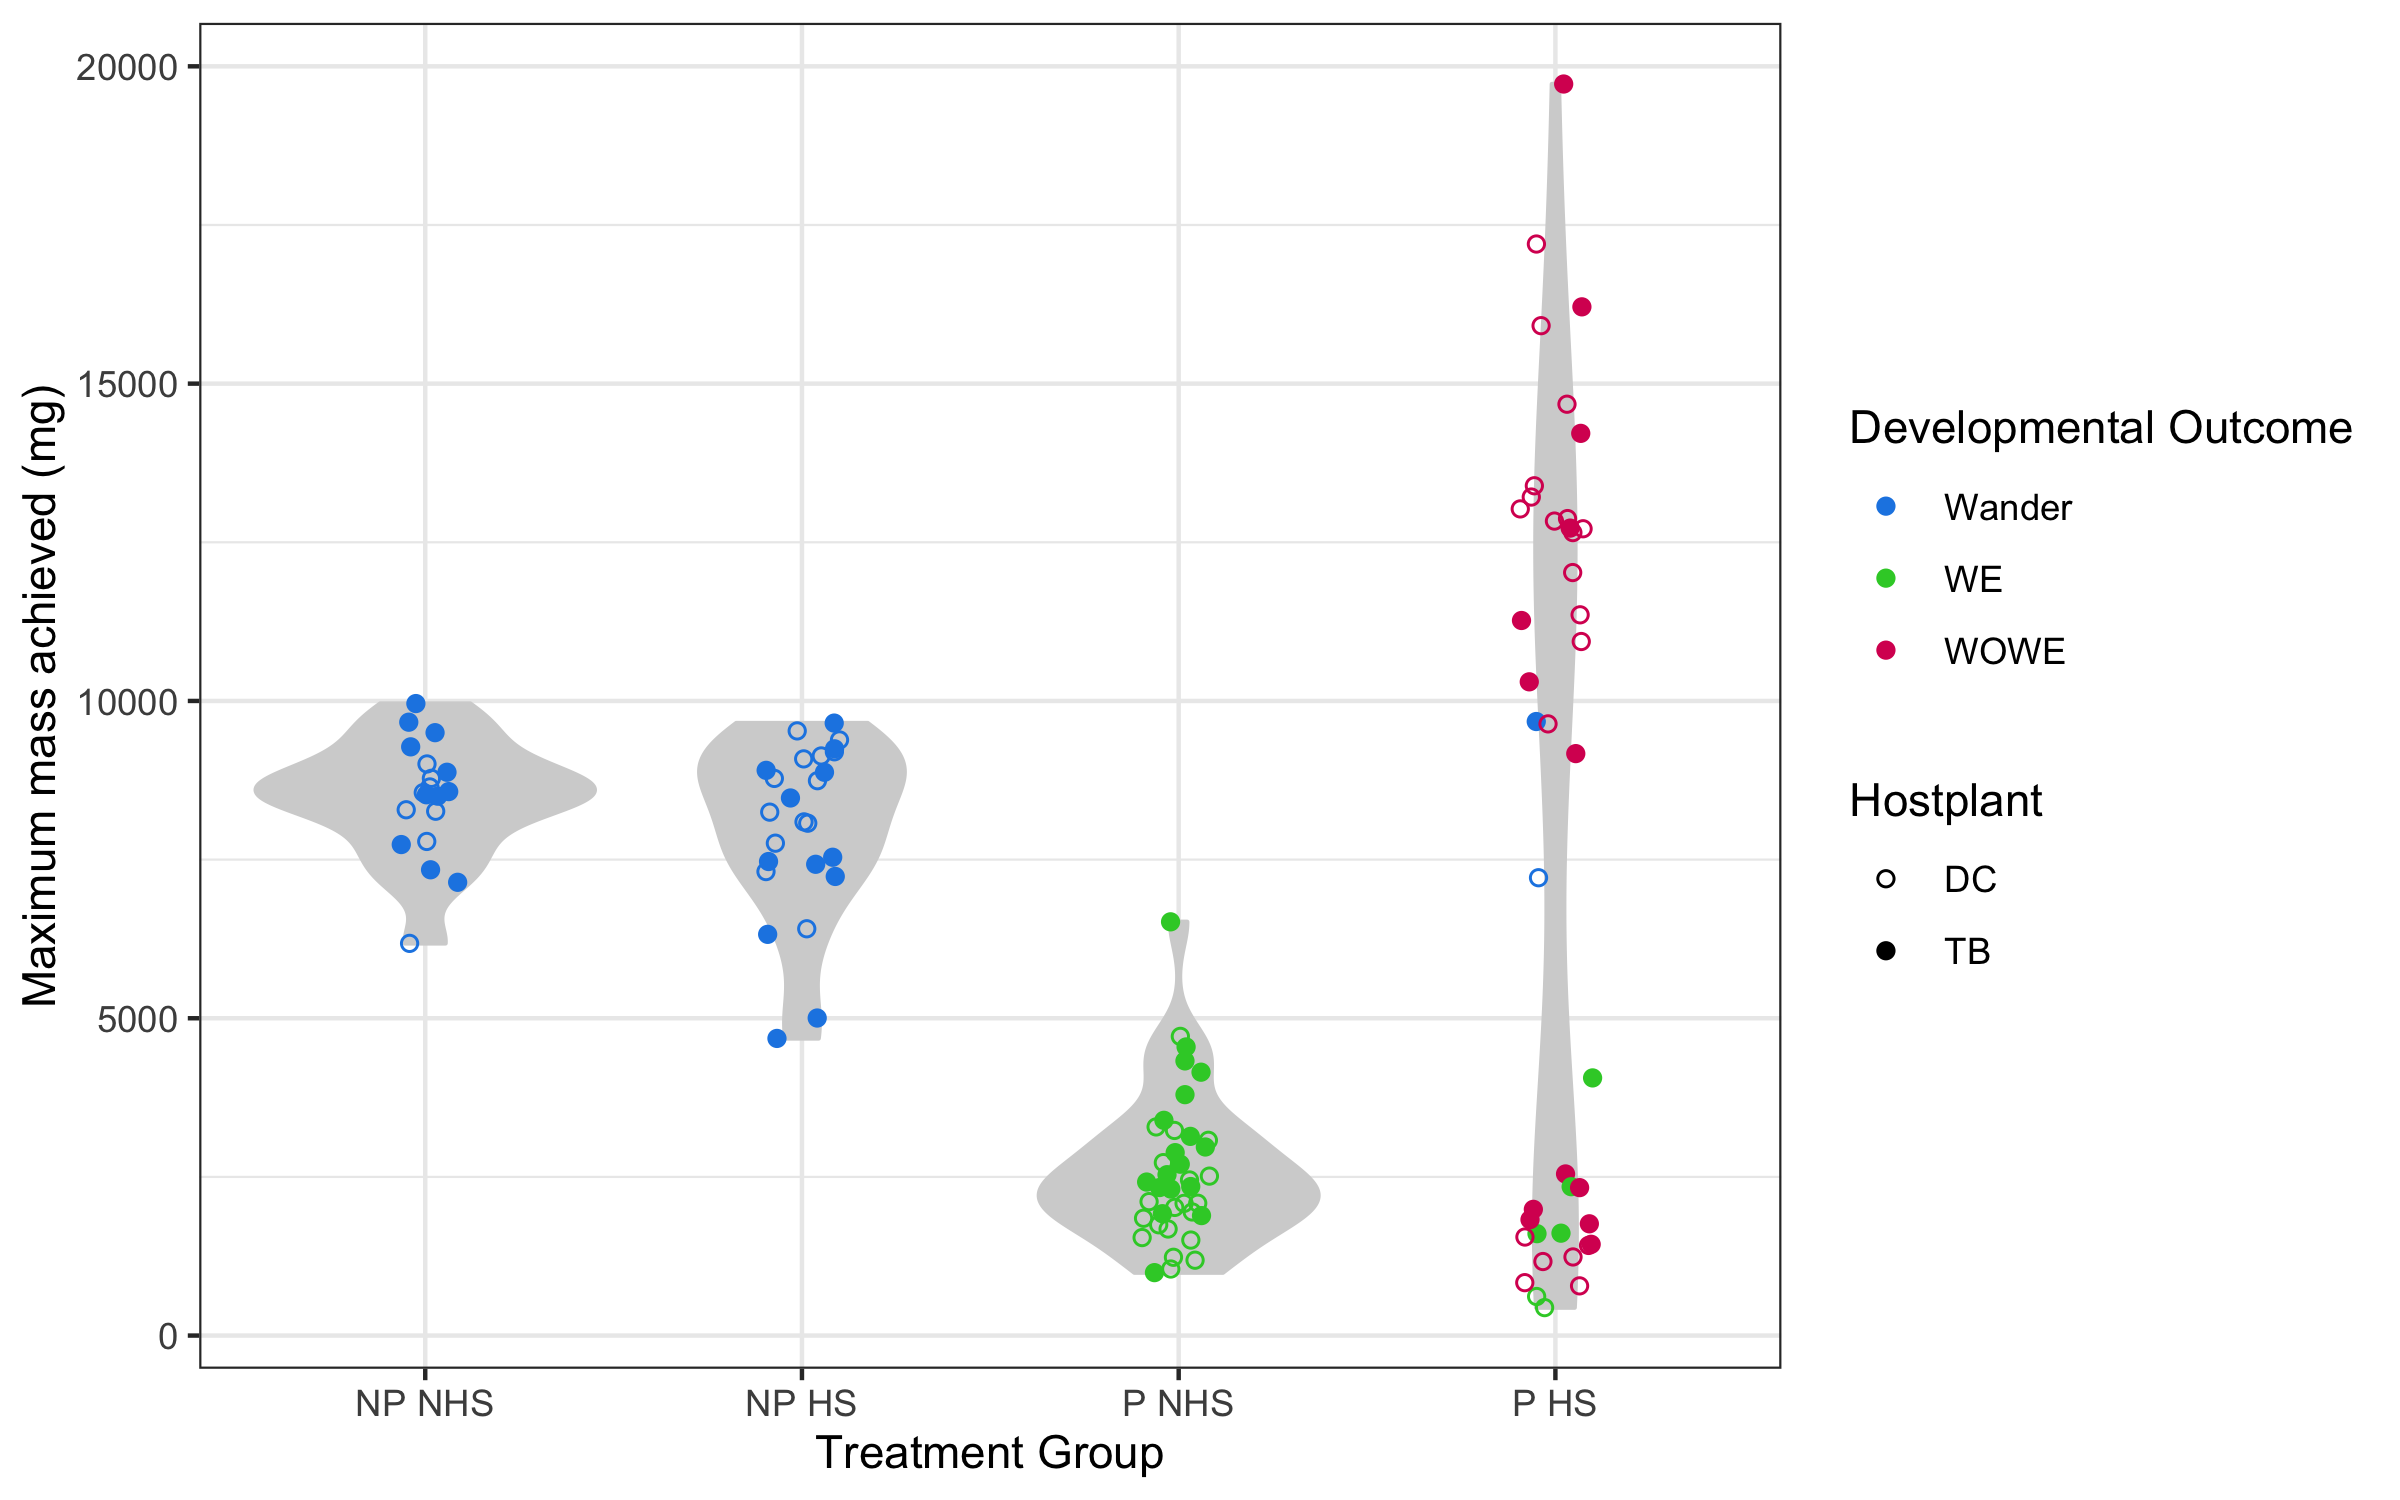 Maximum mass achieved (mg)
20000
15000
10000
5000
0
NP NHS
NP HS
P NHS
P HS
Treatment Group
Developmental Outcome
Wander
WE
WOWE
Hostplant
DC
TB